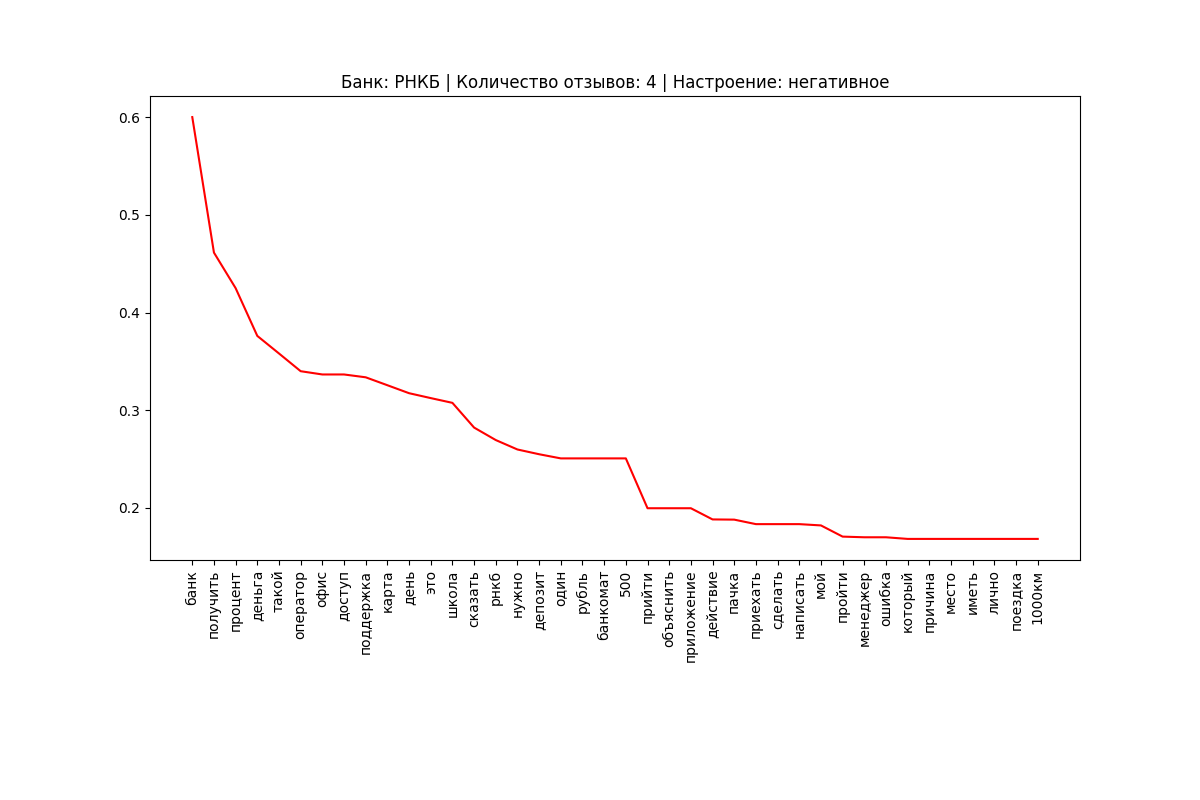 Банк: РНКБ | Количество отзывов: 4 | Настроение: негативное
0.6
0.5
0.4
0.3
0.2
банк
получить
процент
деньга
такой
оператор
офис
доступ
поддержка
карта
день
это
школа
сказать
рнкб
нужно
депозит
один
рубль
банкомат
500
прийти
объяснить
приложение
действие
пачка
приехать
сделать
написать
мой
пройти
менеджер
ошибка
который
причина
место
иметь
лично
поездка
1000км